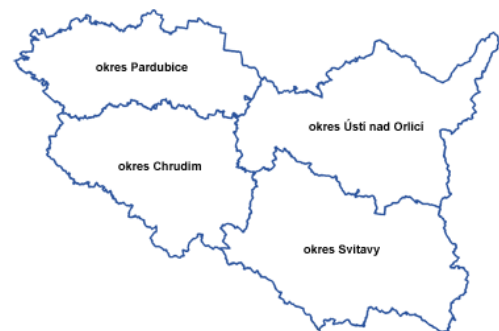 okres Pardubice
okres Ústí nad Orlicí
okres Chrudim
okres Svitavy